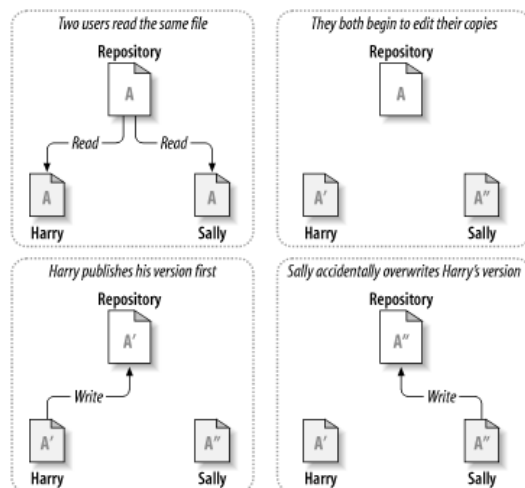 Two users read the same file
Repository
A
Read
Read
A
A
Harry
Sally
They both begin to edit their copies
Repository
A
A′
A″
Harry
Sally
Harry publishes his version first
Repository
A′
Write
A′
A″
Harry
Sally
Sally accidentally overwrites Harry’s version
Repository
A″
Write
A′
A″
Harry
Sally